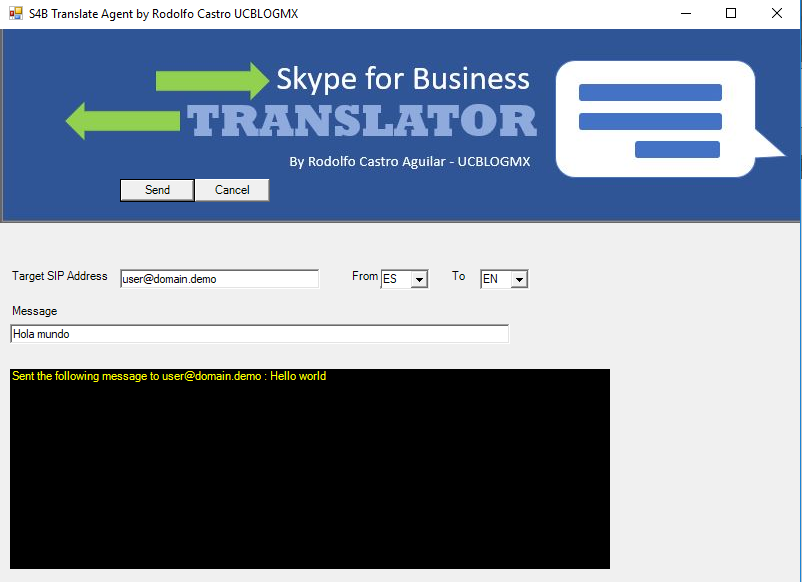 S4B Translate Agent by Rodolfo Castro UCBLOGMX
Skype for Business
TRANSLATOR
By Rodolfo Castro Aguilar - UCBLOGMX
Send Cancel
Target SIP Address user@domain.demo From ES To EN
Message
Hola mundo
Sent the following message to user@domain.demo : Hello world